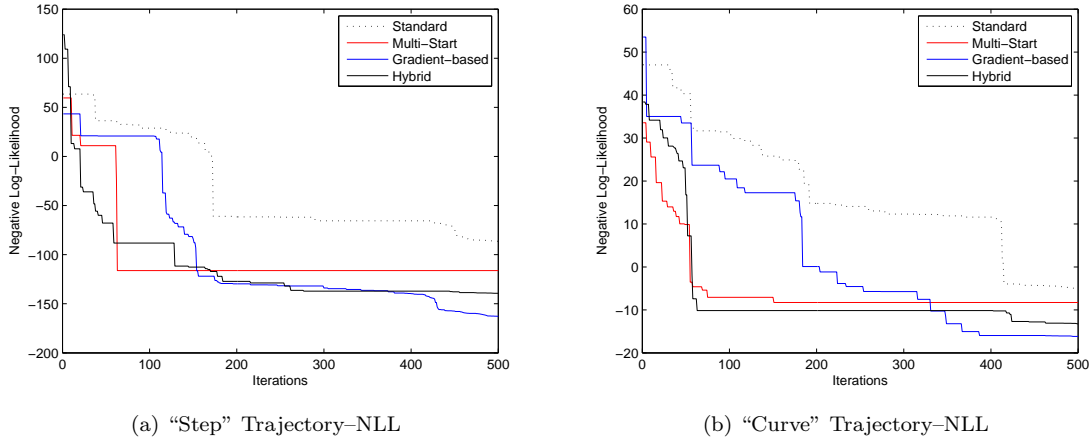 150
100
50
0
−50
−100
−150
−200
Negative Log−Likelihood
0 100 200 300 400 500
Iterations
Standard
Multi−Start
Gradient−based
Hybrid
(a) “Step” Trajectory–NLL
60
50
40
30
20
10
0
−10
−20
Negative Log−Likelihood
0 100 200 300 400 500
Iterations
Standard
Multi−Start
Gradient−based
Hybrid
(b) “Curve” Trajectory–NLL